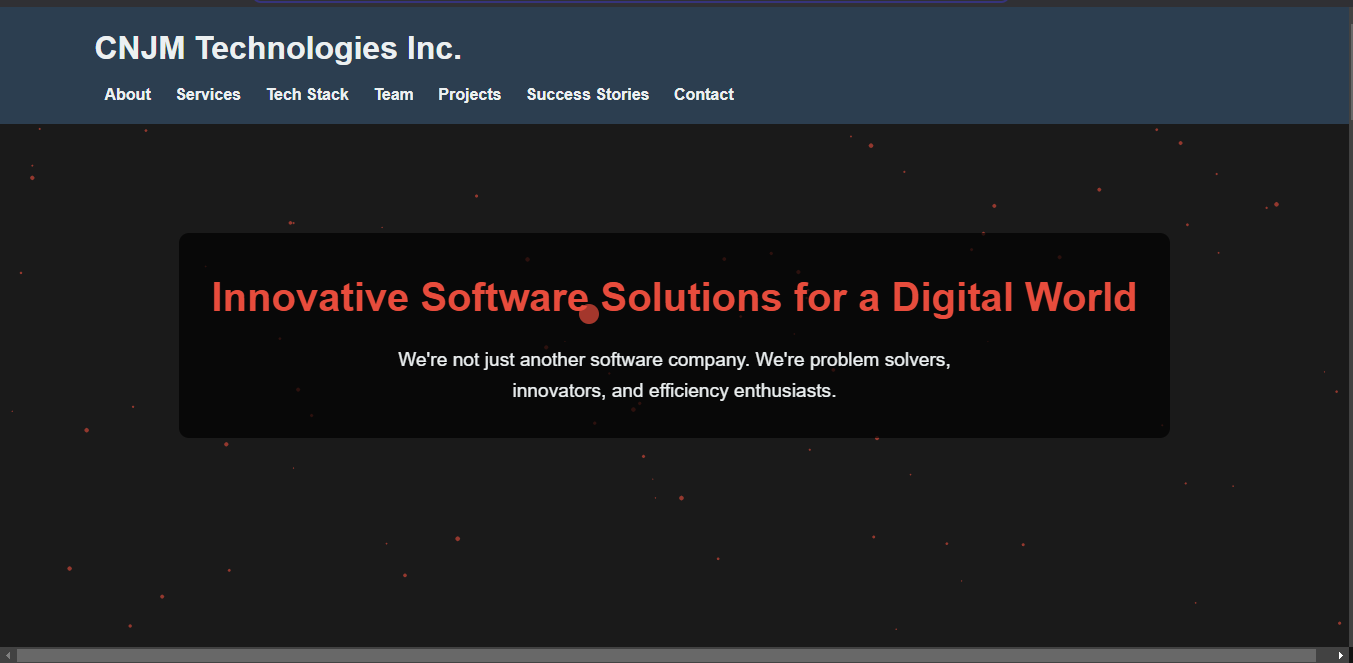 CNJM Technologies Inc.
About Services Tech Stack Team Projects Success Stories Contact
Innovative Software Solutions for a Digital World
We're not just another software company. We're problem solvers,
innovators, and efficiency enthusiasts.